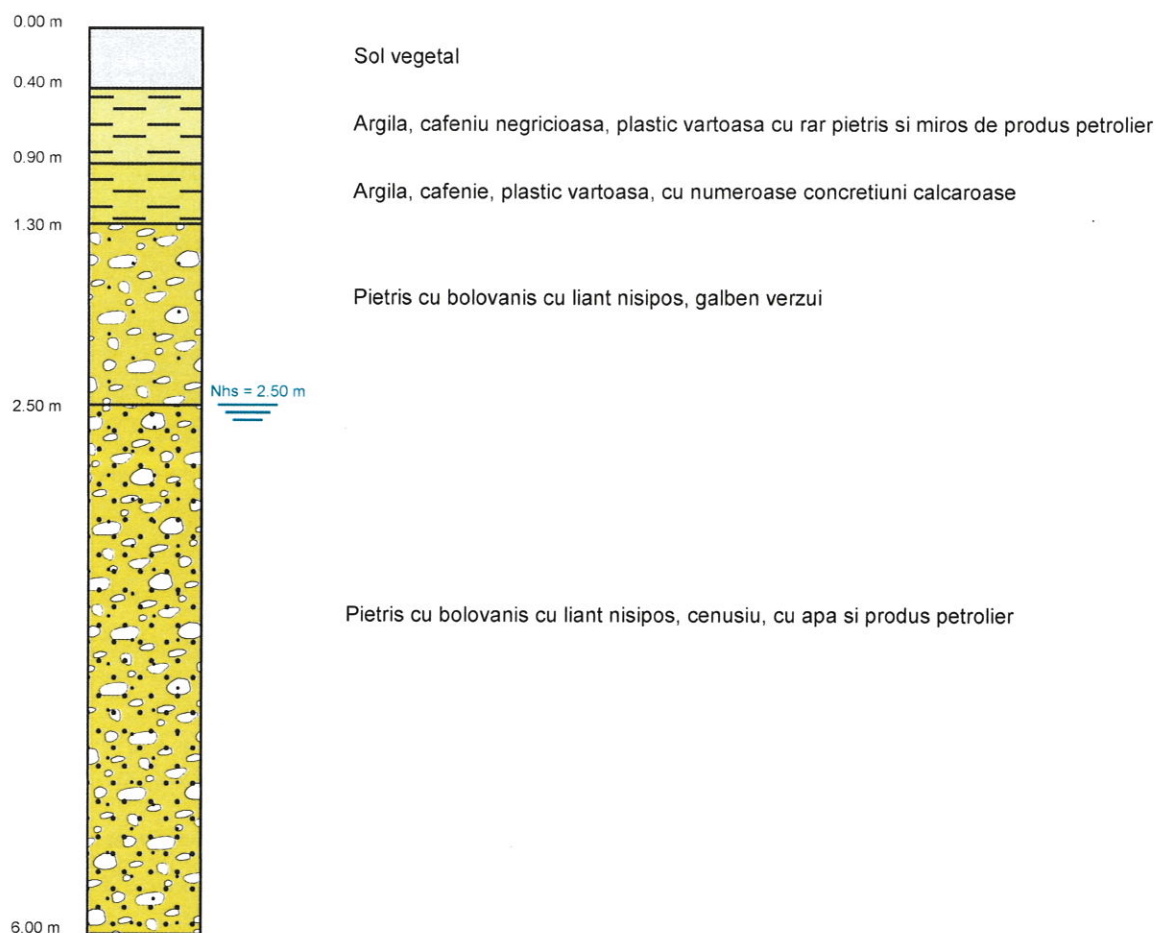 0.00 m
Sol vegetal
0.40 m
Argila, cafeniu negricioasa, plastic vartoasa cu rar pietris si miros de produs petrolier
0.90 m
Argila, cafenie, plastic vartoasa, cu numeroase concretiuni calcaroase
1.30 m
Pietris cu bolovanis cu liant nisipos, galben verzui
Nhs = 2.50 m
2.50 m
Pietris cu bolovanis cu liant nisipos, cenusiu, cu apa si produs petrolier
6.00 m